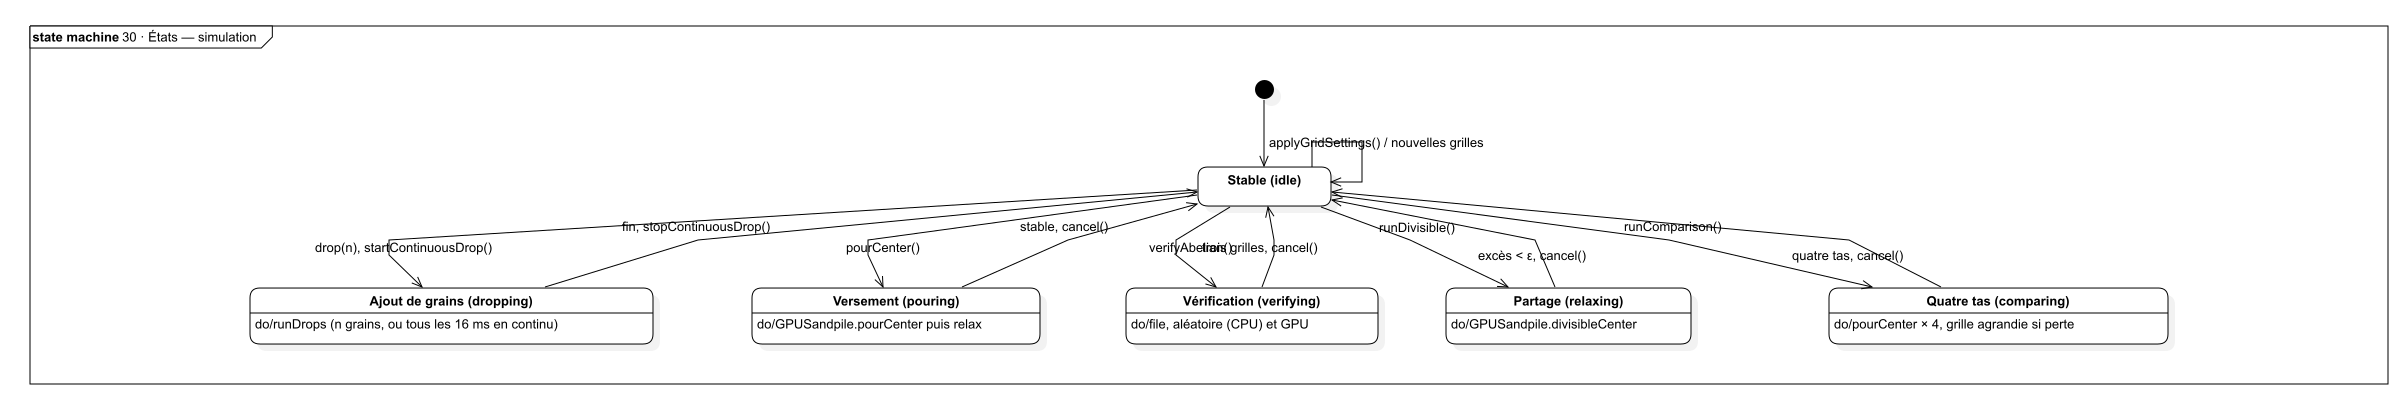 state machine 30 · États — simulation
applyGridSettings() / nouvelles grilles
Stable (idle)
fin, stopContinuousDrop()
stable, cancel()
runDivisible()
runComparison()
drop(n), startContinuousDrop()
pourCenter()
verifyAbelian()
trois grilles, cancel()
excès < ε, cancel()
quatre tas, cancel()
Ajout de grains (dropping)
do/runDrops (n grains, ou tous les 16 ms en continu)
Versement (pouring)
do/GPUSandpile.pourCenter puis relax
Vérification (verifying)
do/file, aléatoire (CPU) et GPU
Partage (relaxing)
do/GPUSandpile.divisibleCenter
Quatre tas (comparing)
do/pourCenter × 4, grille agrandie si perte